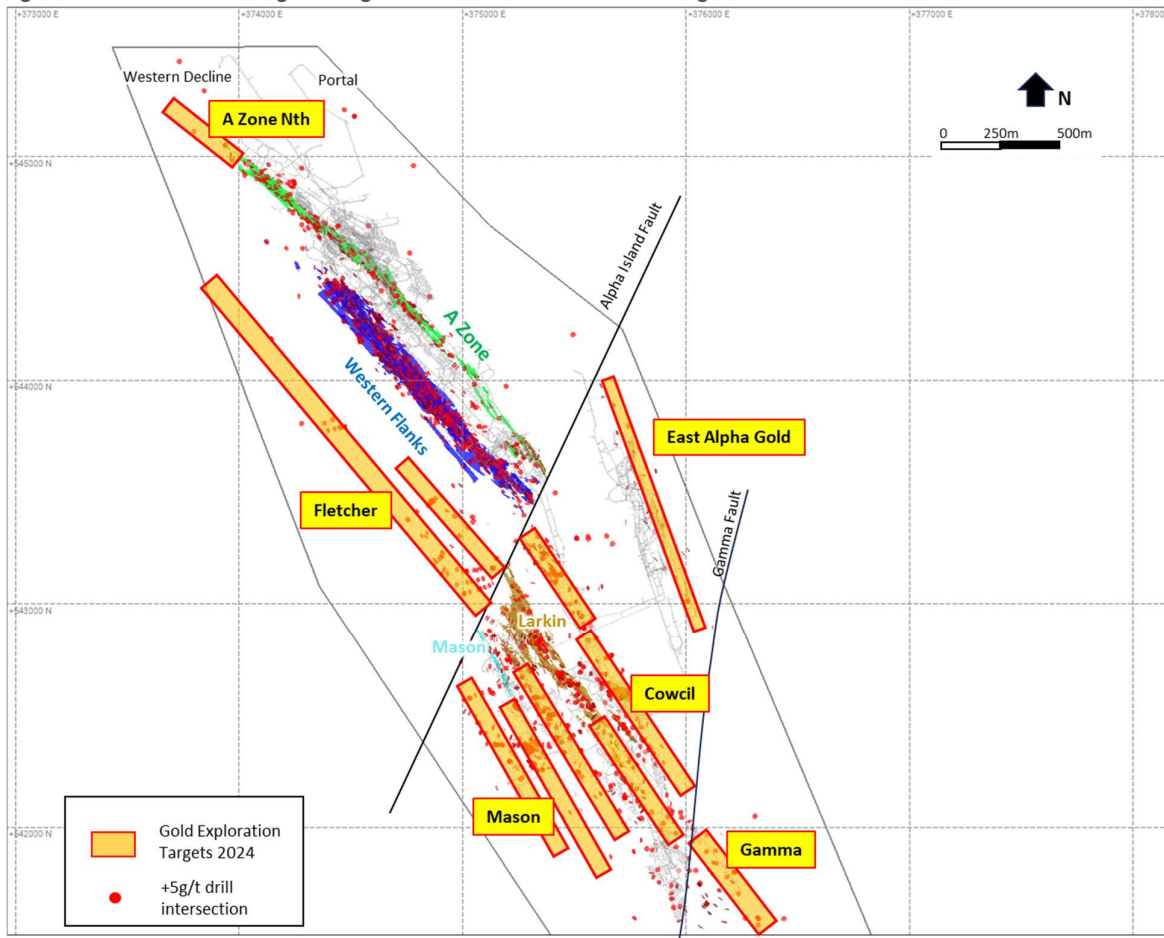 +373000 E
+374000 E
+375000 E
+376000 E
+377000 E
Western Decline
Portal
A Zone Nth
N
0 250m 500m
+545000 N
Alpha Island Fault
A Zone
+544000 N
Western Flanks
East Alpha Gold
Gamma Fault
Fletcher
+543000 N
Larkin
Mason
Cowcil
Mason
+542000 N
Gamma
Gold Exploration
Targets 2024
+5g/t drill
intersection